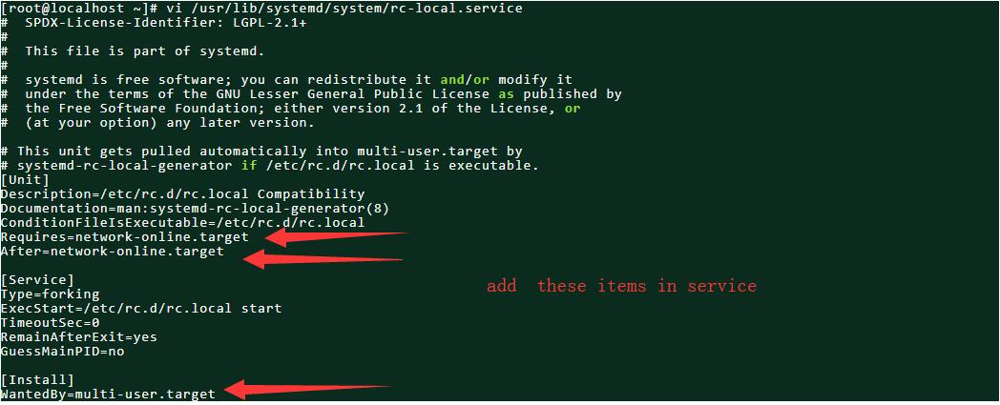 [root@localhost ~]# vi /usr/lib/systemd/system/rc-local.service
#  SPDX-License-Identifier: LGPL-2.1+
#
#  This file is part of systemd.
#
#  systemd is free software; you can redistribute it and/or modify it
#  under the terms of the GNU Lesser General Public License as published by
#  the Free Software Foundation; either version 2.1 of the License, or
#  (at your option) any later version.
# This unit gets pulled automatically into multi-user.target by
# systemd-rc-local-generator if /etc/rc.d/rc.local is executable.
[Unit]
Description=/etc/rc.d/rc.local Compatibility
Documentation=man:systemd-rc-local-generator(8)
ConditionFileIsExecutable=/etc/rc.d/rc.local
Requires=network-online.target
After=network-online.target
[Service]
add  these items in service
Type=forking
ExecStart=/etc/rc.d/rc.local start
TimeoutSec=0
RemainAfterExit=yes
GuessMainPID=no
[Install]
WantedBy=multi-user.target